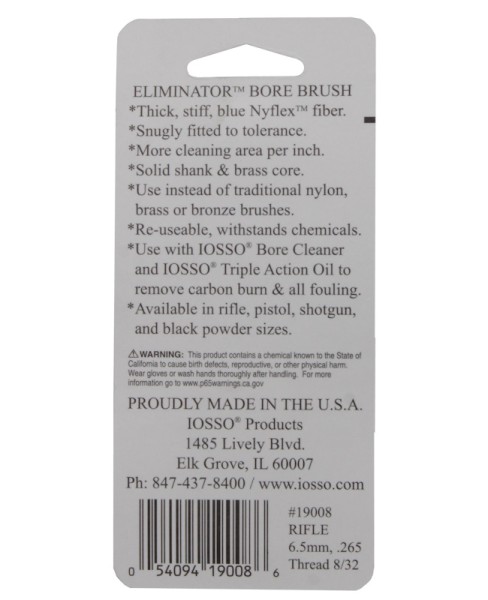 ELIMINATOR™ BORE BRUSH
*Thick, stiff, blue Nyflex™ fiber.
*Snugly fitted to tolerance.
*More cleaning area per inch.
*Solid shank & brass core.
*Use instead of traditional nylon,
brass or bronze brushes.
*Re-useable, withstands chemicals.
*Use with IOSSO® Bore Cleaner
and IOSSO® Triple Action Oil to
remove carbon burn & all fouling.
*Available in rifle, pistol, shotgun,
and black powder sizes.
⚠WARNING: This product contains a chemical known to the State of
California to cause birth defects, reproductive, or other physical harm.
Wear gloves or wash hands thoroughly after handling. For more
information go to www.p65warnings.ca.gov
PROUDLY MADE IN THE U.S.A.
IOSSO® Products
1485 Lively Blvd.
Elk Grove, IL 60007
Ph: 847-437-8400 / www.iosso.com
#19008
RIFLE
6.5mm, .265
Thread 8/32
0 54094 19008 6